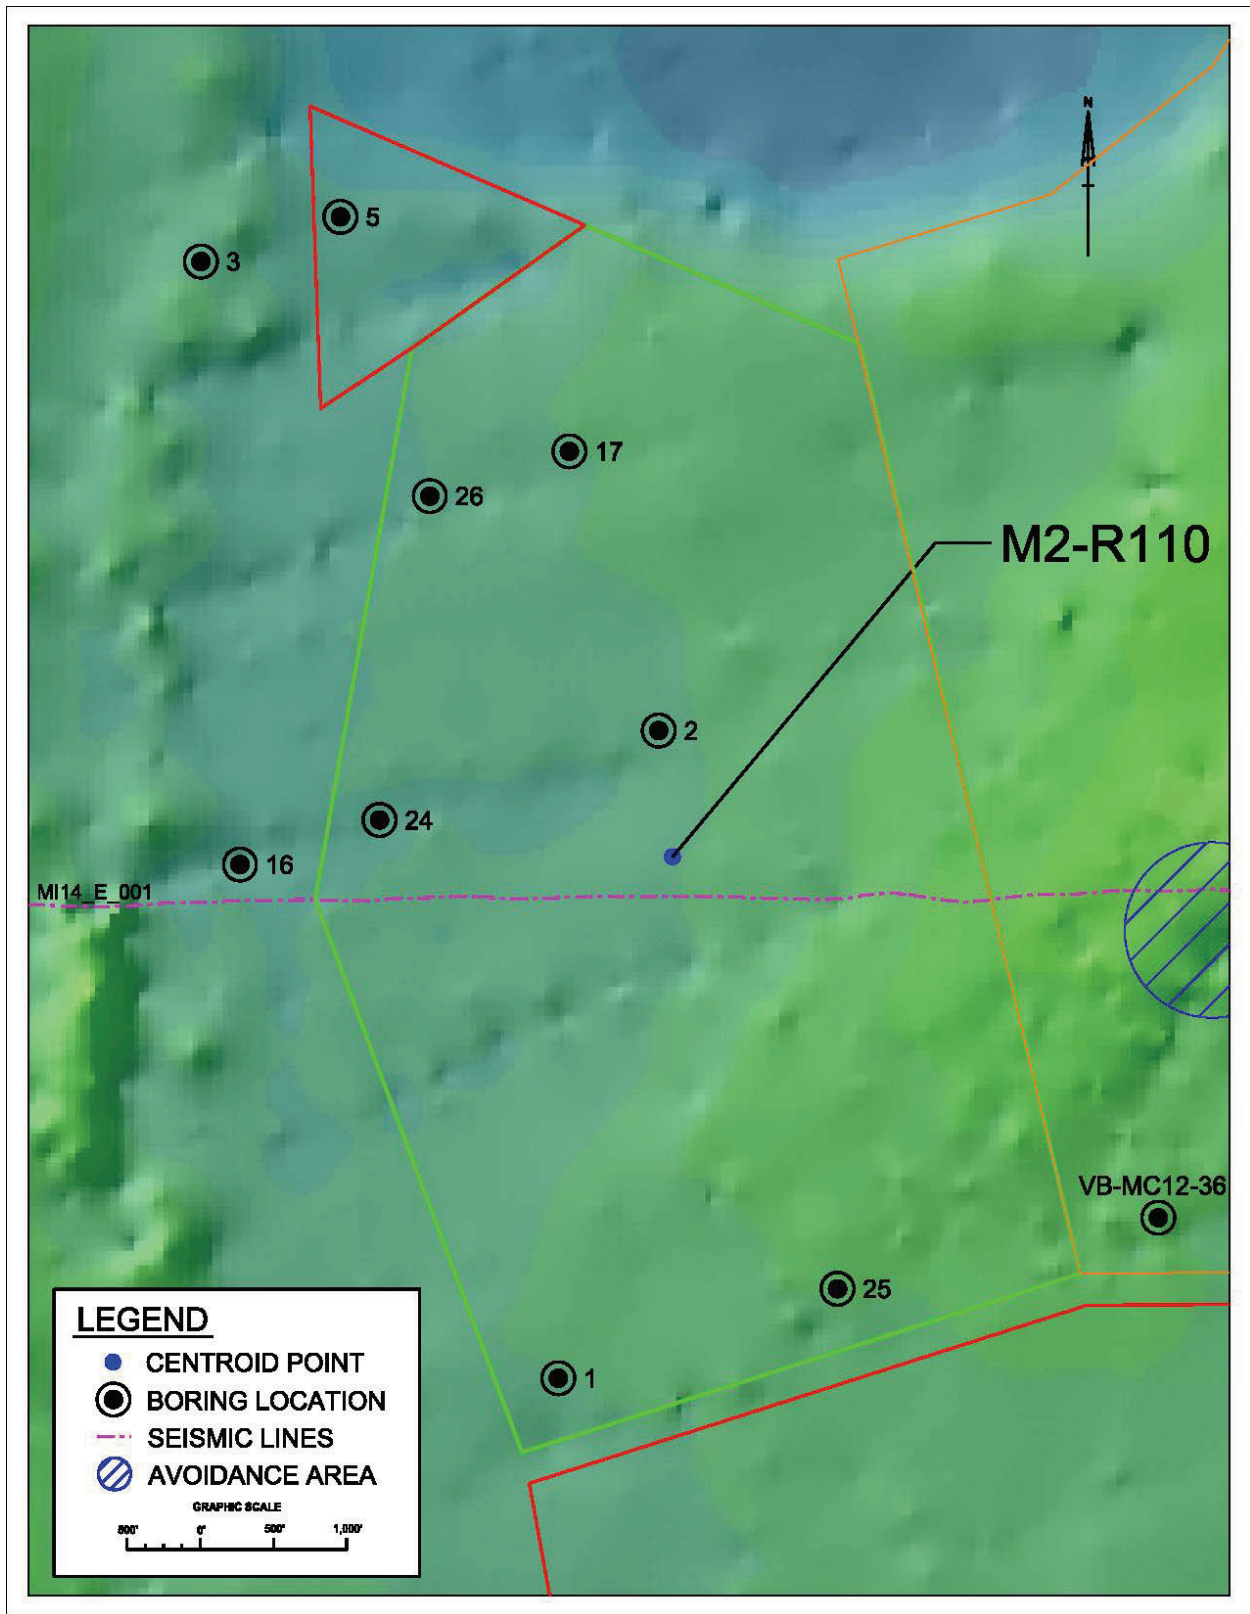 N
5
3
17
26
M2-R110
2
24
16
MI14_E_001
VB-MC12-36
25
1
LEGEND
CENTROID POINT
BORING LOCATION
SEISMIC LINES
AVOIDANCE AREA
GRAPHIC SCALE
500' 0" 500' 1,000'